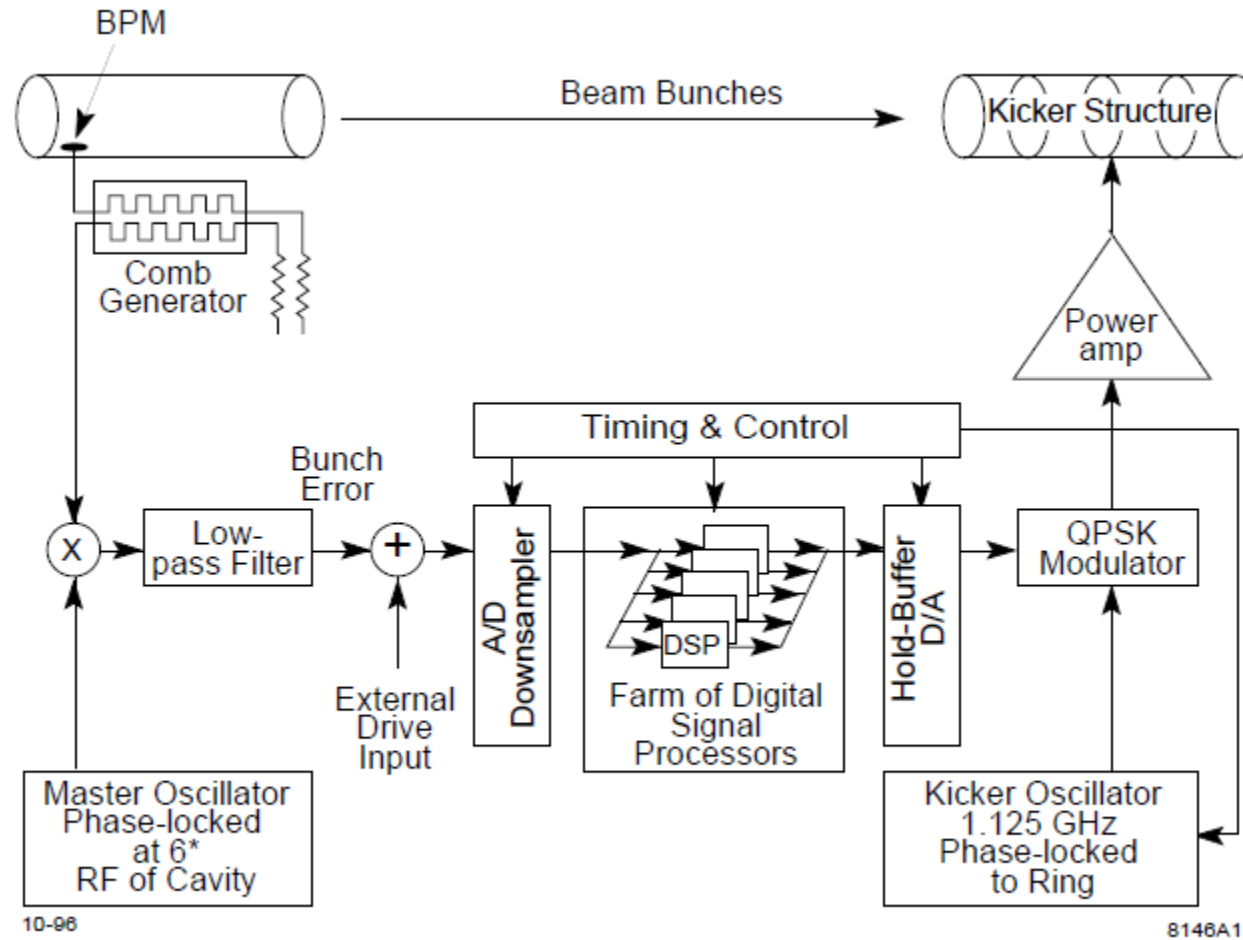 BPM
Beam Bunches
Kicker Structure
Comb
Generator
Power
amp
Timing & Control
Bunch
Error
X
Low-
pass Filter
+
A/D
Downsampler
DSP
Farm of Digital
Signal
Processors
Hold-Buffer
D/A
QPSK
Modulator
External
Drive
Input
Master Oscillator
Phase-locked
at 6*
RF of Cavity
Kicker Oscillator
1.125 GHz
Phase-locked
to Ring
10-96
8146A1